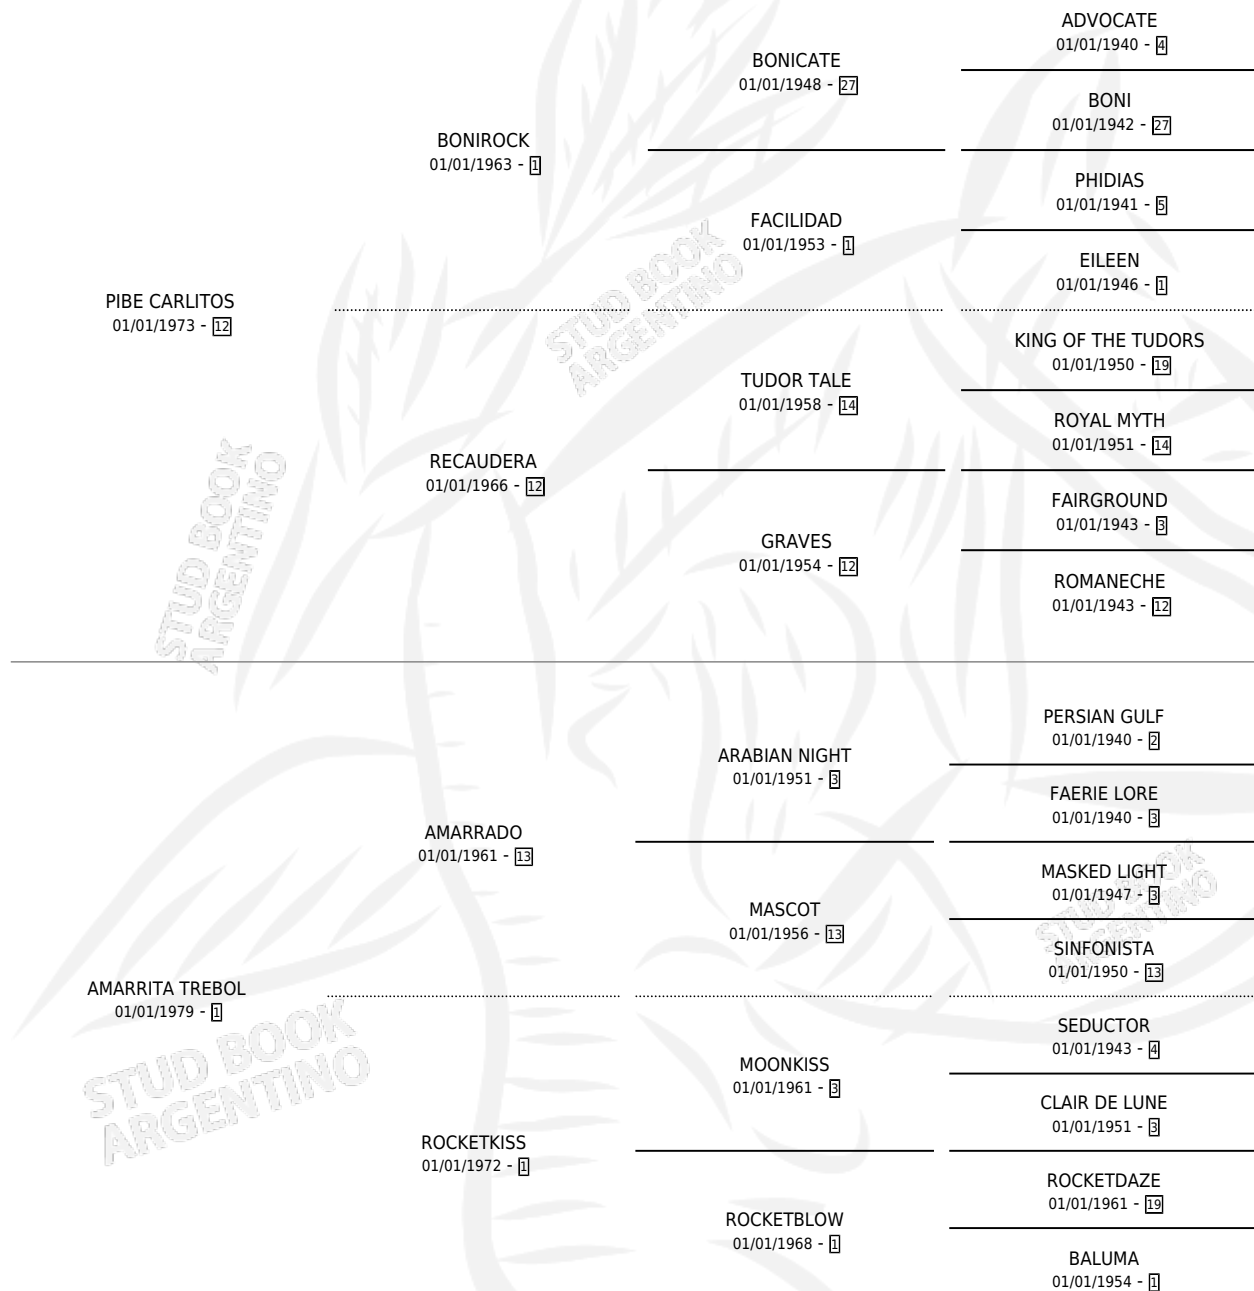 ADVOCATE
01/01/1940 - 4
BONICATE
01/01/1948 - 27
BONI
01/01/1942 - 27
BONIROCK
01/01/1963 - 1
PHIDIAS
01/01/1941 - 5
FACILIDAD
01/01/1953 - 1
EILEEN
01/01/1946 - 1
PIBE CARLITOS
01/01/1973 - 12
KING OF THE TUDORS
01/01/1950 - 19
TUDOR TALE
01/01/1958 - 14
ROYAL MYTH
01/01/1951 - 14
RECAUDERA
01/01/1966 - 12
FAIRGROUND
01/01/1943 - 3
GRAVES
01/01/1954 - 12
ROMANECHE
01/01/1943 - 12
PERSIAN GULF
01/01/1940 - 2
ARABIAN NIGHT
01/01/1951 - 3
FAERIE LORE
01/01/1940 - 3
AMARRADO
01/01/1961 - 13
MASKED LIGHT
01/01/1947 - 3
MASCOT
01/01/1956 - 13
SINFONISTA
01/01/1950 - 13
AMARRITA TREBOL
01/01/1979 - 1
SEDUCTOR
01/01/1943 - 4
MOONKISS
01/01/1961 - 3
CLAIR DE LUNE
01/01/1951 - 3
ROCKETKISS
01/01/1972 - 1
ROCKETDAZE
01/01/1961 - 19
ROCKETBLOW
01/01/1968 - 1
BALUMA
01/01/1954 - 1
STUD BOOK
ARGENTINO
STUD BOOK
ARGENTINO
STUD BOOK
ARGENTINO
STUD BOOK
ARGENTINO